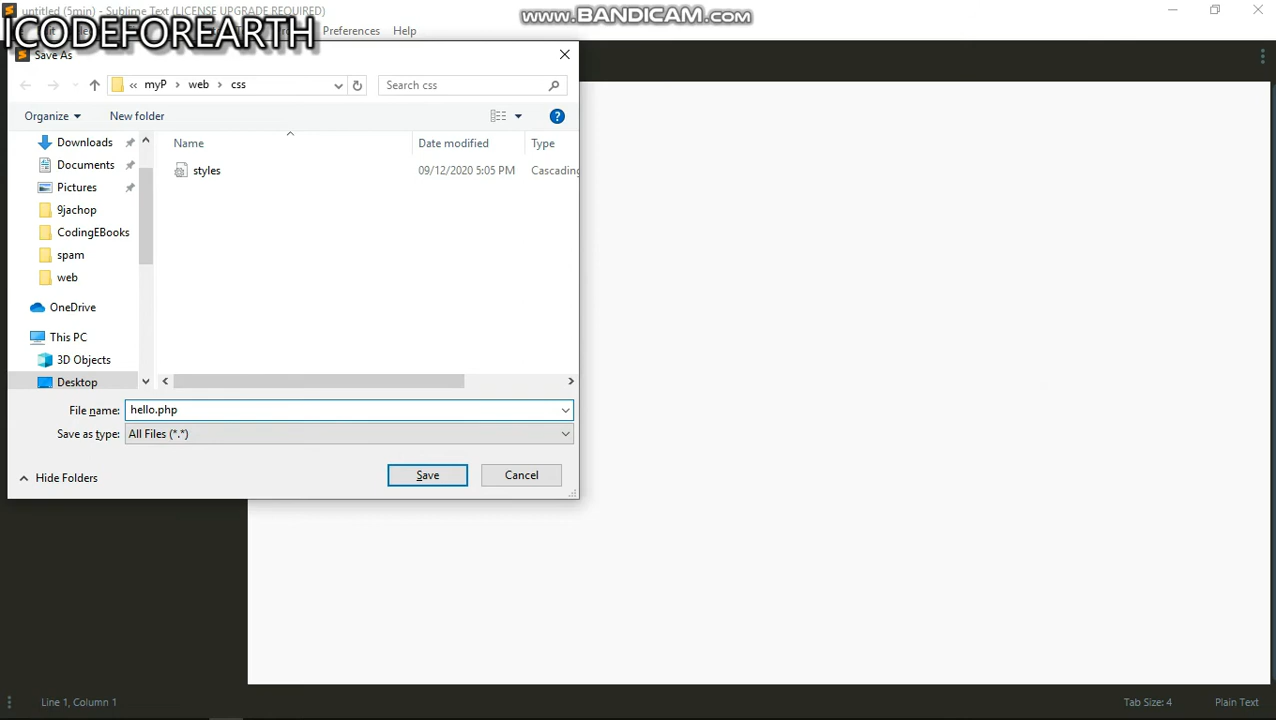 untitled (5min) - Sublime Text (LICENSE UPGRADE REQUIRED)
www.BANDICAM.com
ICODEFOREARTH
Preferences Help
Save As
« myP › web › css
Search css
Organize New folder
Name Date modified Type
styles 09/12/2020 5:05 PM Cascading
Downloads
Documents
Pictures
9jachop
CodingEBooks
spam
web
OneDrive
This PC
3D Objects
Desktop
File name: hello.php
Save as type: All Files (*.*)
Hide Folders
Save Cancel
Line 1, Column 1
Tab Size: 4 Plain Text